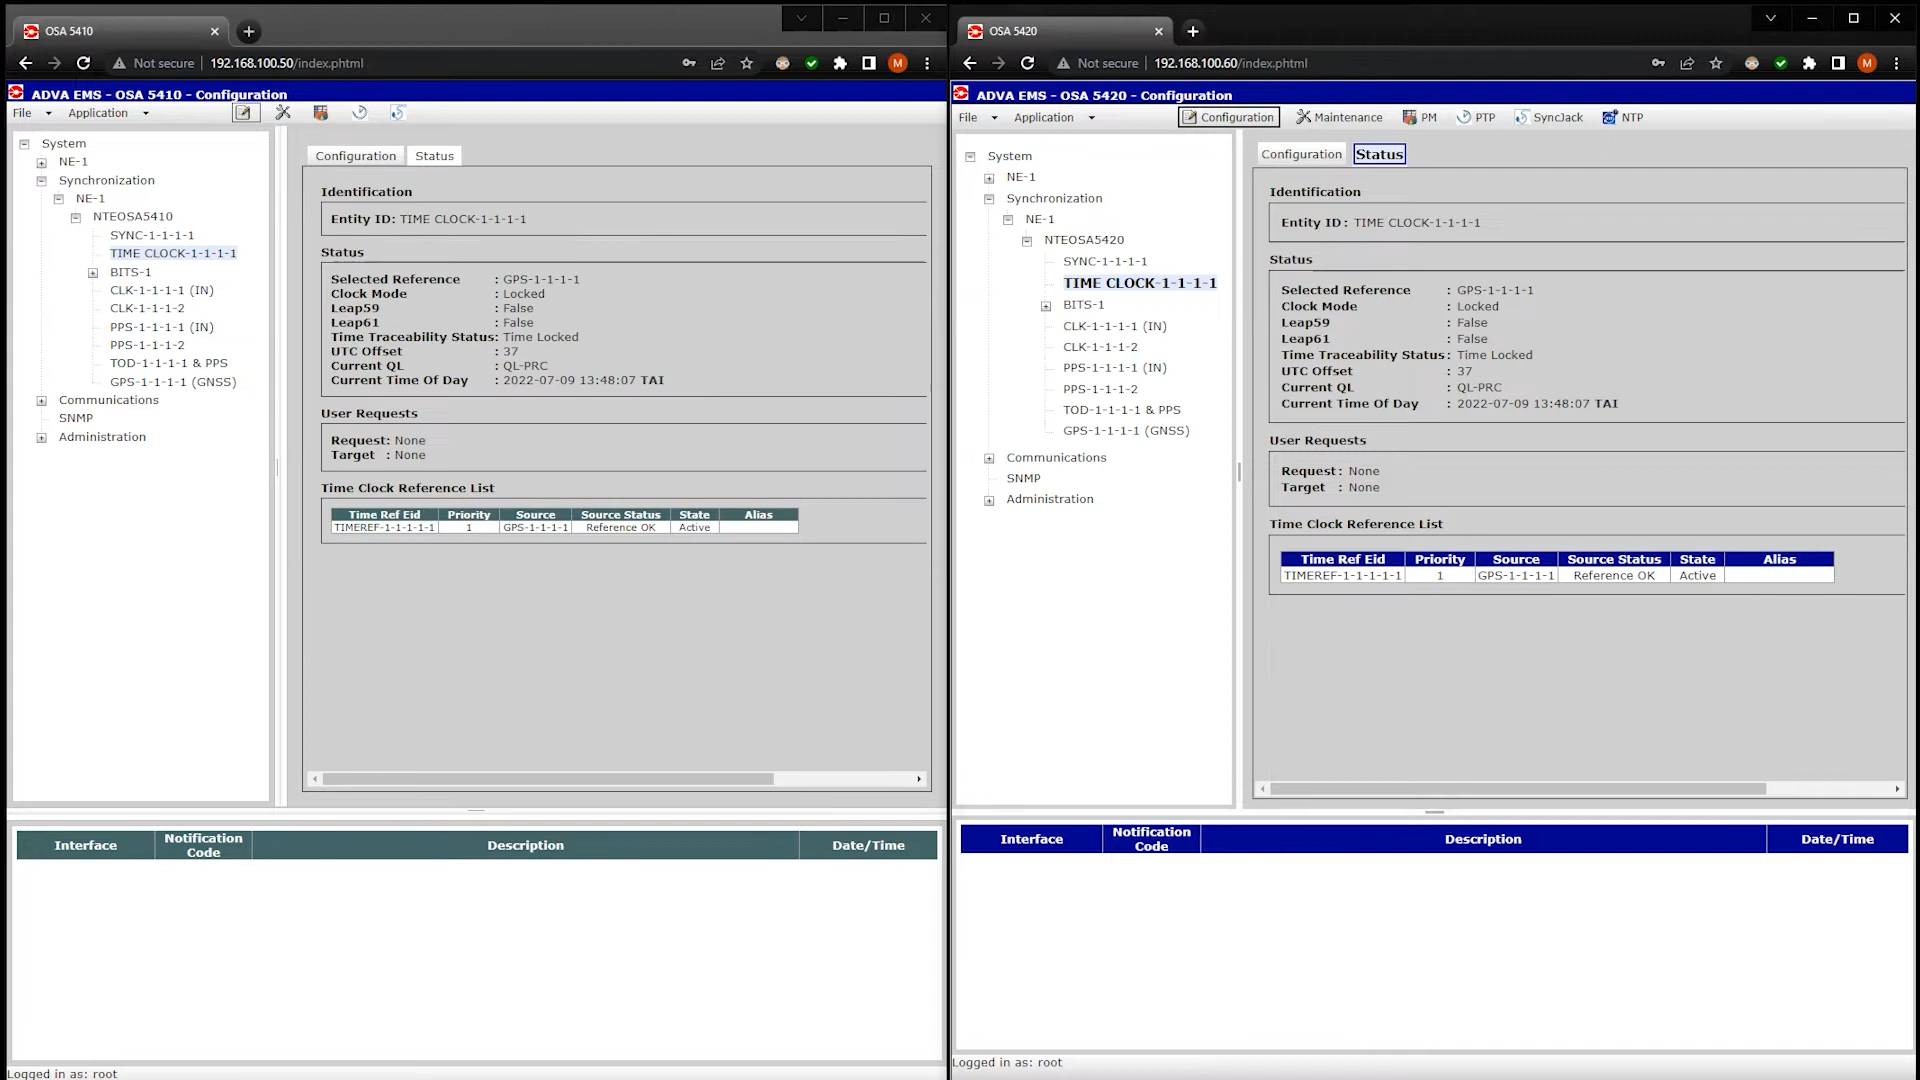 OSA 5410
Not secure
192.168.100.50/index.phtml
M
ADVA EMS - OSA 5410 - Configuration
File
Application
System
NE-1
Synchronization
NE-1
NTEOSA5410
SYNC-1-1-1-1
TIME CLOCK-1-1-1-1
BITS-1
CLK-1-1-1-1 (IN)
CLK-1-1-1-2
PPS-1-1-1-1 (IN)
PPS-1-1-1-2
TOD-1-1-1-1 & PPS
GPS-1-1-1-1 (GNSS)
Communications
SNMP
Administration
Configuration
Status
Identification
Entity ID: TIME CLOCK-1-1-1-1
Status
Selected Reference : GPS-1-1-1-1
Clock Mode : Locked
Leap59 : False
Leap61 : False
Time Traceability Status: Time Locked
UTC Offset : 37
Current QL : QL-PRC
Current Time Of Day : 2022-07-09 13:48:07 TAI
User Requests
Request: None
Target : None
Time Clock Reference List
Time Ref Eid Priority Source Source Status State Alias
TIMEREF-1-1-1-1-1 1 GPS-1-1-1-1 Reference OK Active
Interface Notification Code Description Date/Time
Logged in as: root
OSA 5420
Not secure
192.168.100.60/index.phtml
M
ADVA EMS - OSA 5420 - Configuration
File
Application
Configuration
Maintenance
PM
PTP
SyncJack
NTP
System
NE-1
Synchronization
NE-1
NTEOSA5420
SYNC-1-1-1-1
TIME CLOCK-1-1-1-1
BITS-1
CLK-1-1-1-1 (IN)
CLK-1-1-1-2
PPS-1-1-1-1 (IN)
PPS-1-1-1-2
TOD-1-1-1-1 & PPS
GPS-1-1-1-1 (GNSS)
Communications
SNMP
Administration
Configuration
Status
Identification
Entity ID : TIME CLOCK-1-1-1-1
Status
Selected Reference : GPS-1-1-1-1
Clock Mode : Locked
Leap59 : False
Leap61 : False
Time Traceability Status : Time Locked
UTC Offset : 37
Current QL : QL-PRC
Current Time Of Day : 2022-07-09 13:48:07 TAI
User Requests
Request : None
Target : None
Time Clock Reference List
Time Ref Eid Priority Source Source Status State Alias
TIMEREF-1-1-1-1-1 1 GPS-1-1-1-1 Reference OK Active
Interface Notification Code Description Date/Time
Logged in as: root